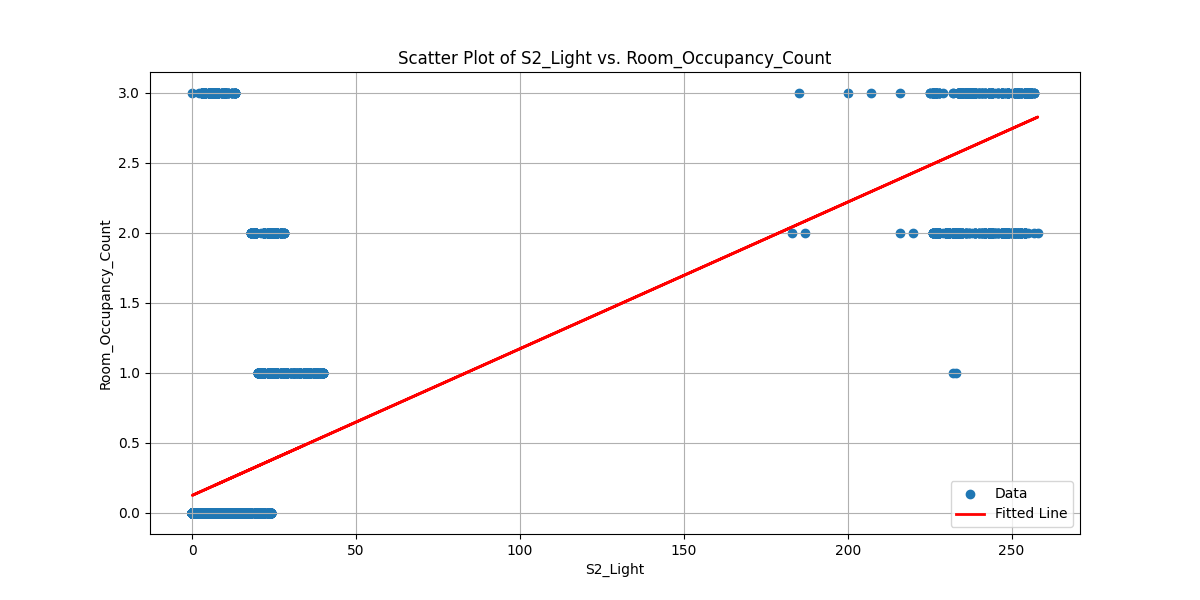 Scatter Plot of S2_Light vs. Room_Occupancy_Count
Room_Occupancy_Count
3.0
2.5
2.0
1.5
1.0
0.5
0.0
0 50 100 150 200 250
S2_Light
Data
Fitted Line